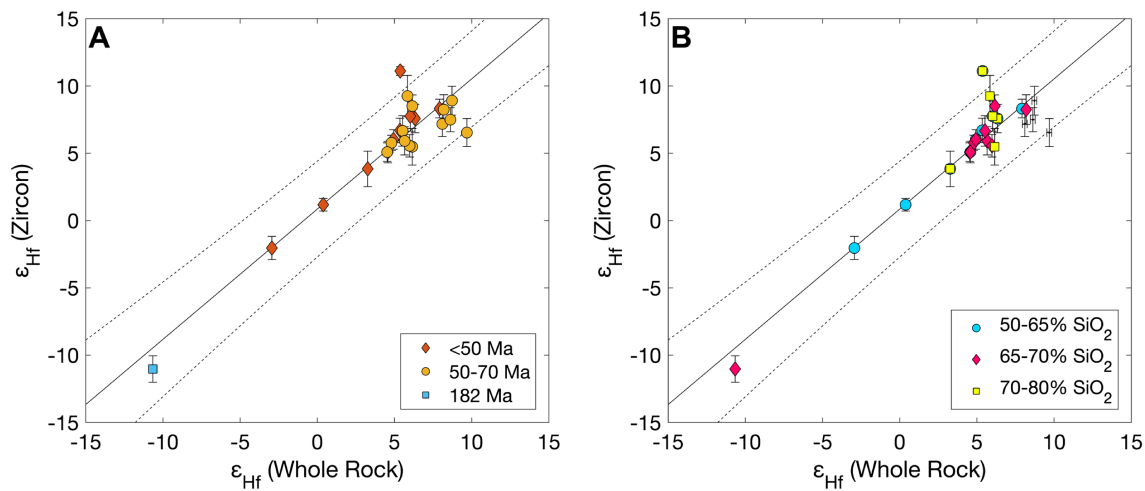 A
15
10
5
0
-5
-10
-15
εHf (Zircon)
-15 -10 -5 0 5 10 15
εHf (Whole Rock)
<50 Ma
50-70 Ma
182 Ma
B
15
10
5
0
-5
-10
-15
εHf (Zircon)
-15 -10 -5 0 5 10 15
εHf (Whole Rock)
50-65% SiO2
65-70% SiO2
70-80% SiO2